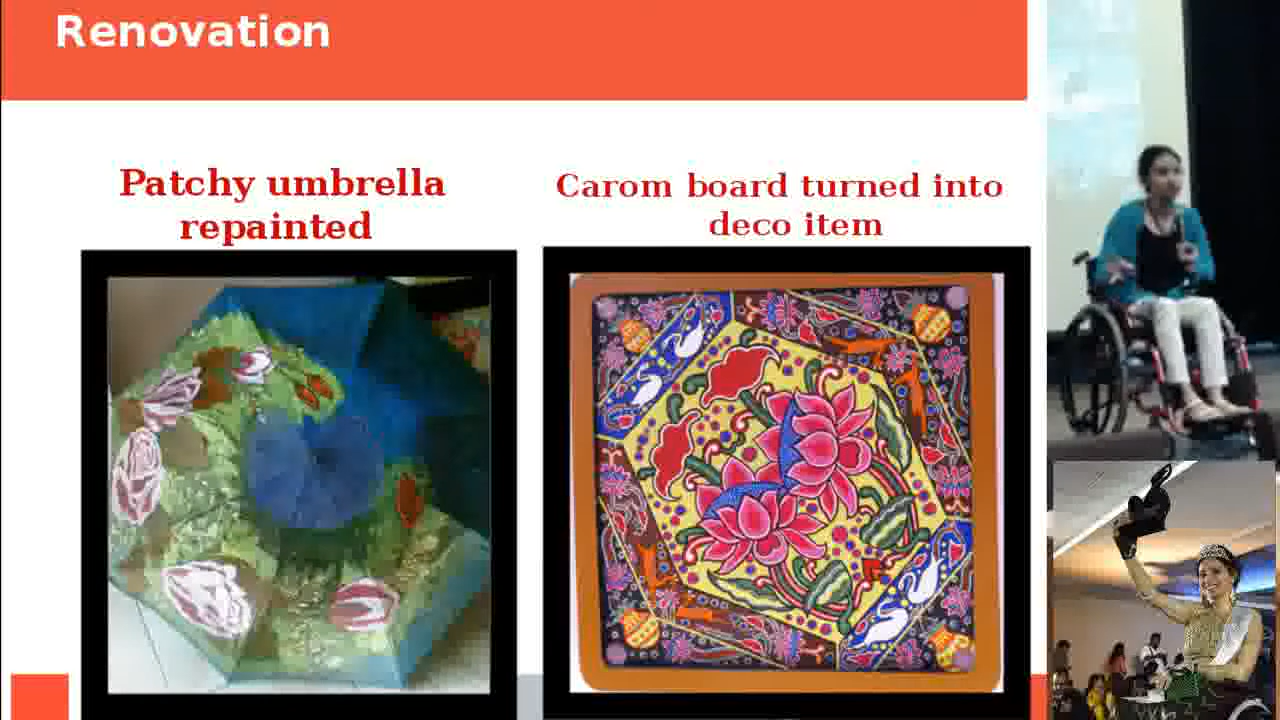 Renovation
Patchy umbrella
repainted
Carom board turned into
deco item